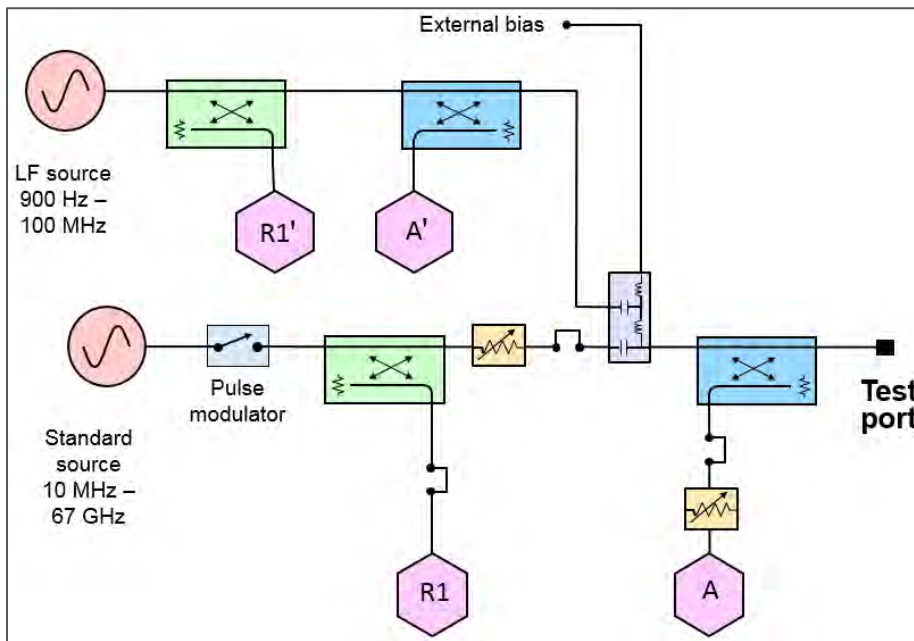 External bias
LF source
900 Hz –
100 MHz
R1'
A'
Pulse
modulator
Test
port
Standard
source
10 MHz –
67 GHz
R1
A